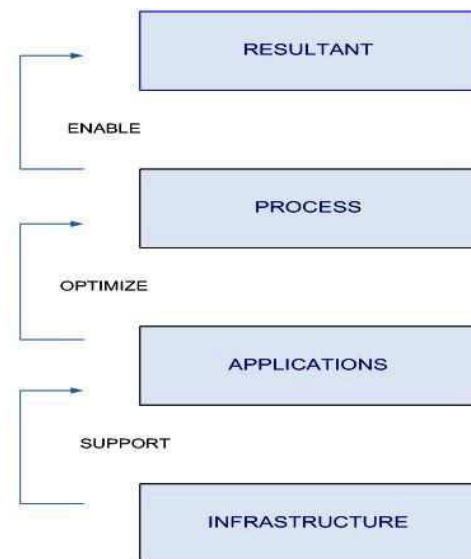 RESULTANT
ENABLE
PROCESS
OPTIMIZE
APPLICATIONS
SUPPORT
INFRASTRUCTURE